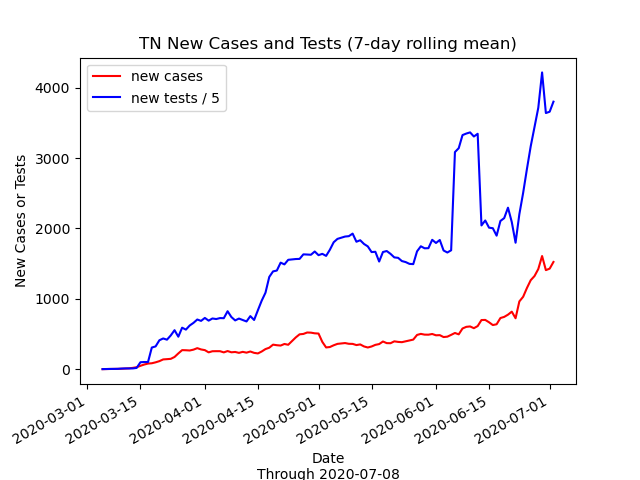 TN New Cases and Tests (7-day rolling mean)
new cases
new tests / 5
New Cases or Tests
4000
3000
2000
1000
0
2020-03-01
2020-03-15
2020-04-01
2020-04-15
2020-05-01
2020-05-15
2020-06-01
2020-06-15
2020-07-01
Date
Through 2020-07-08